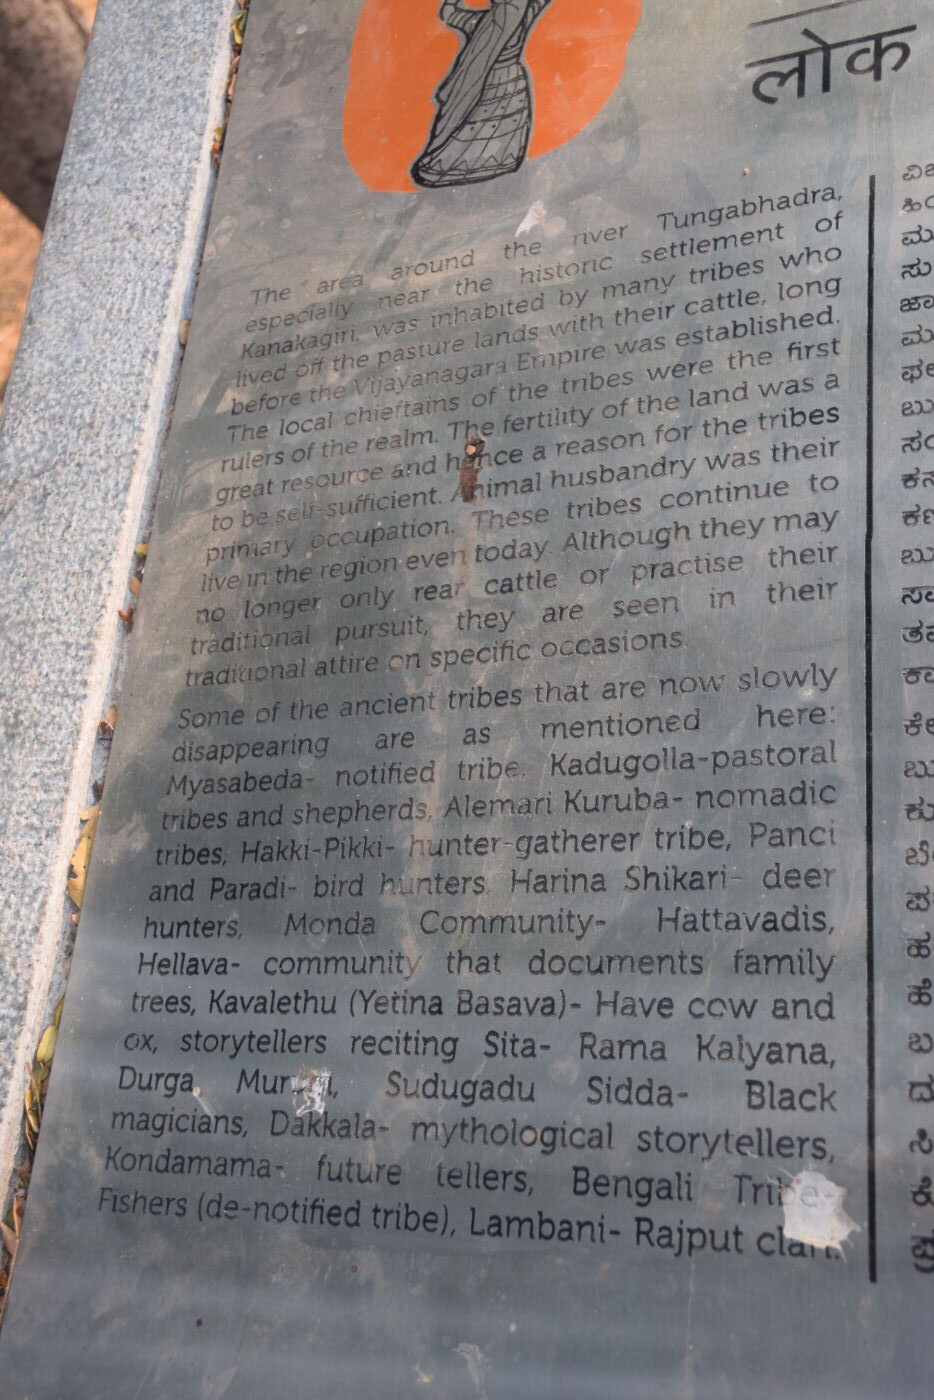 लोक
The area around the river Tungabhadra,
especially near the historic settlement of
Kanakagiri, was inhabited by many tribes who
lived off the pasture lands with their cattle, long
before the Vijayanagara Empire was established.
The local chieftains of the tribes were the first
rulers of the realm. The fertility of the land was a
great resource and hence a reason for the tribes
to be self-sufficient. Animal husbandry was their
primary occupation. These tribes continue to
live in the region even today. Although they may
no longer only rear cattle or practise their
traditional pursuit, they are seen in their
traditional attire on specific occasions.
Some of the ancient tribes that are now slowly
disappearing are as mentioned here:
Myasabeda- notified tribe. Kadugolla-pastoral
tribes and shepherds, Alemari Kuruba- nomadic
tribes, Hakki-Pikki- hunter-gatherer tribe, Panci
and Paradi- bird hunters. Harina Shikari- deer
hunters, Monda Community- Hattavadis,
Hellava- community that documents family
trees, Kavalethu (Yetina Basava)- Have cow and
ox, storytellers reciting Sita- Rama Kalyana,
Durga Sudugadu Sidda- Black
magicians, Dakkala- mythological storytellers,
Kondamama- future tellers, Bengali Tribe-
Fishers (de-notified tribe), Lambani- Rajput clan.